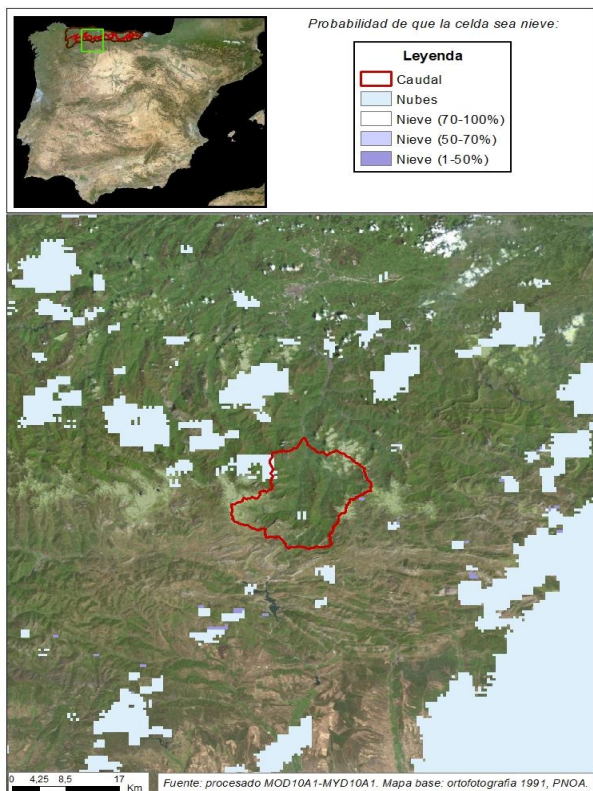 Probabilidad de que la celda sea nieve:
Leyenda
Caudal
Nubes
Nieve (70-100%)
Nieve (50-70%)
Nieve (1-50%)
0 4,25 8,5 17
Km
Fuente: procesado MOD10A1-MYD10A1. Mapa base: ortofotografía 1991, PNOA.